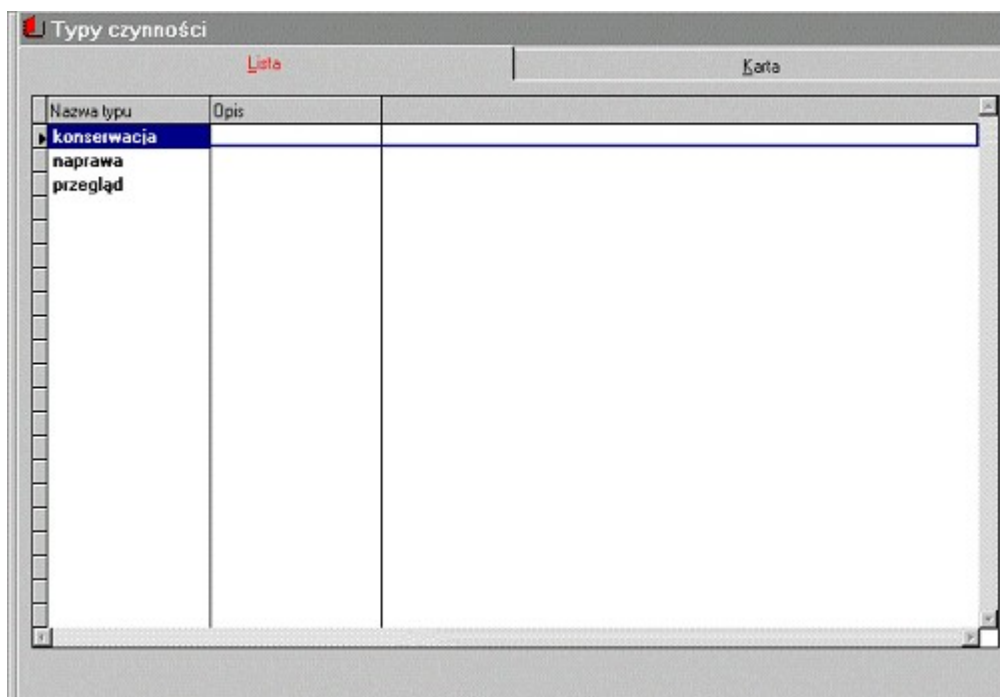 Typy czynności
Lista Karta
Nazwa typu Opis
konserwacja
naprawa
przegląd